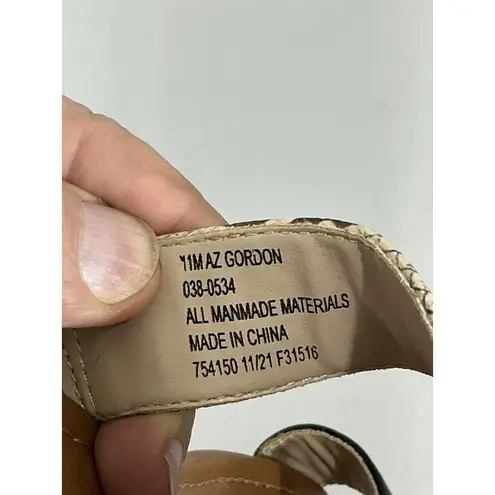 11M AZ GORDON
038-0534
ALL MANMADE MATERIALS
MADE IN CHINA
754150 11/21 F31516